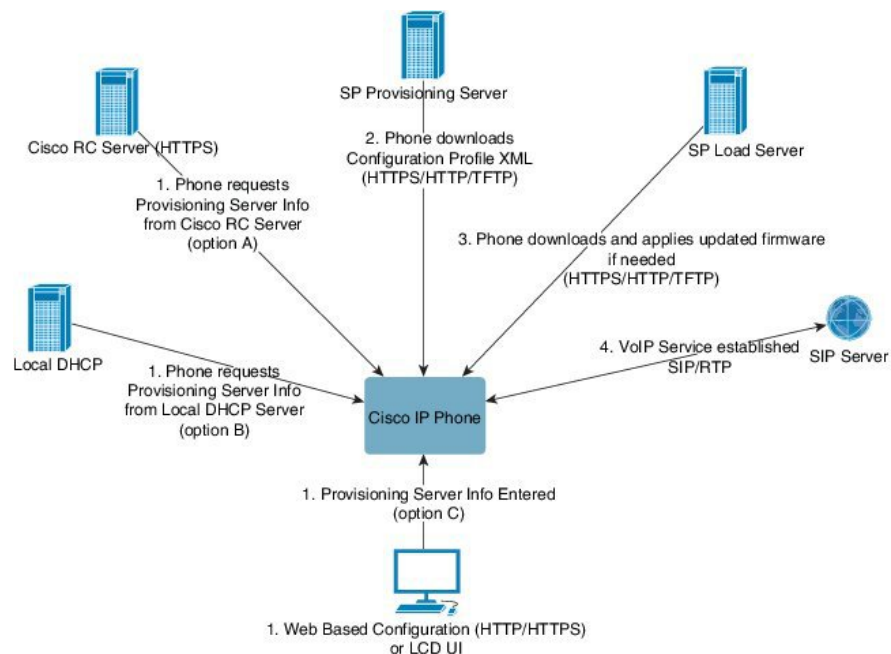 SP Provisioning Server
Cisco RC Server (HTTPS)
SP Load Server
2. Phone downloads
Configuration Profile XML
(HTTPS/HTTP/TFTP)
1. Phone requests
Provisioning Server Info
from Cisco RC Server
(option A)
3. Phone downloads and applies updated firmware
if needed
(HTTPS/HTTP/TFTP)
Local DHCP
1. Phone requests
Provisioning Server Info
from Local DHCP Server
(option B)
4. VoIP Service established
SIP/RTP
SIP Server
Cisco IP Phone
1. Provisioning Server Info Entered
(option C)
1. Web Based Configuration (HTTP/HTTPS)
or LCD UI